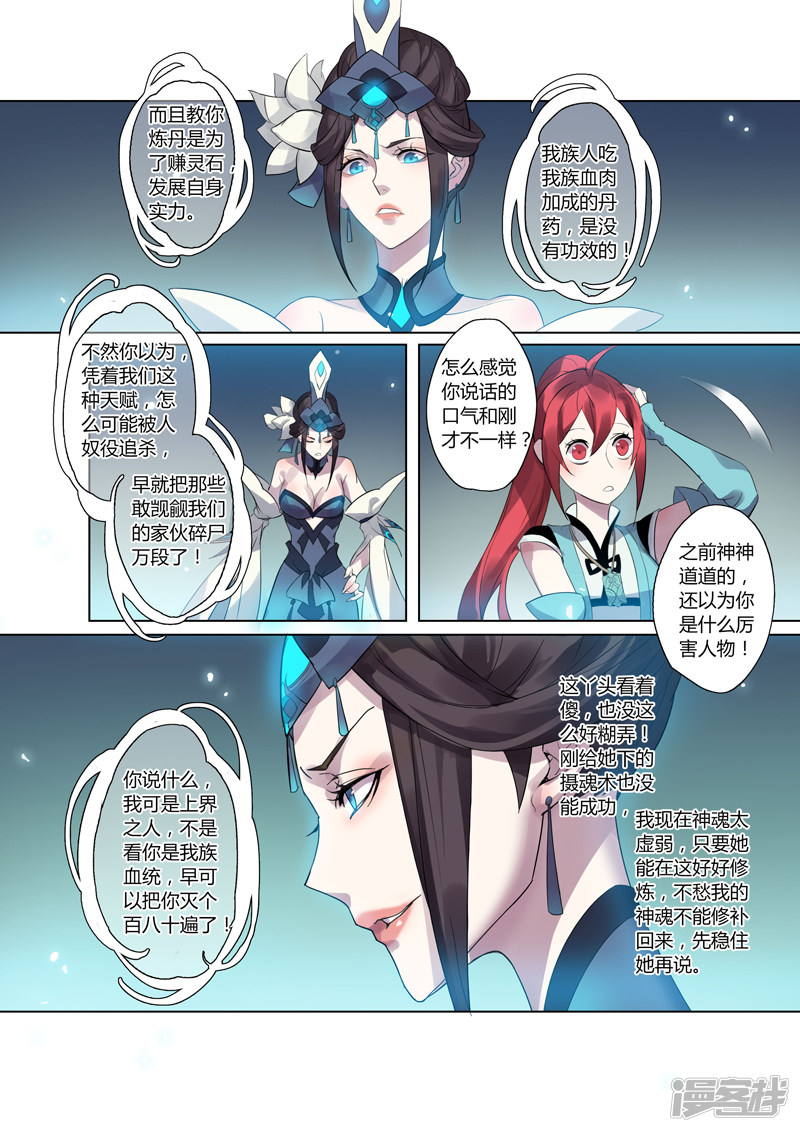 而且教你
炼丹是为
了赚灵石，
发展自身
实力。
我族人吃
我族血肉
加成的丹
药，是没
有功效的！
不然你以为，
凭着我们这
种天赋，怎
么可能被人
奴役追杀，
早就把那些
敢觊觎我们
的家伙碎尸
万段了！
怎么感觉
你说话的
口气和刚
才不一样？
之前神神
道道的，
还以为你
是什么厉
害人物！
你说什么，
我可是上界
之人，不是
看你是我族
血统，早可
以把你灭个
百八十遍了！
这丫头看着
傻，也没这
么好糊弄！
刚给她下的
摄魂术也没
能成功，
我现在神魂太
虚弱，只要她
能在这好好修
炼，不愁我的
神魂不能修补
回来，先稳住
她再说。
漫客栈